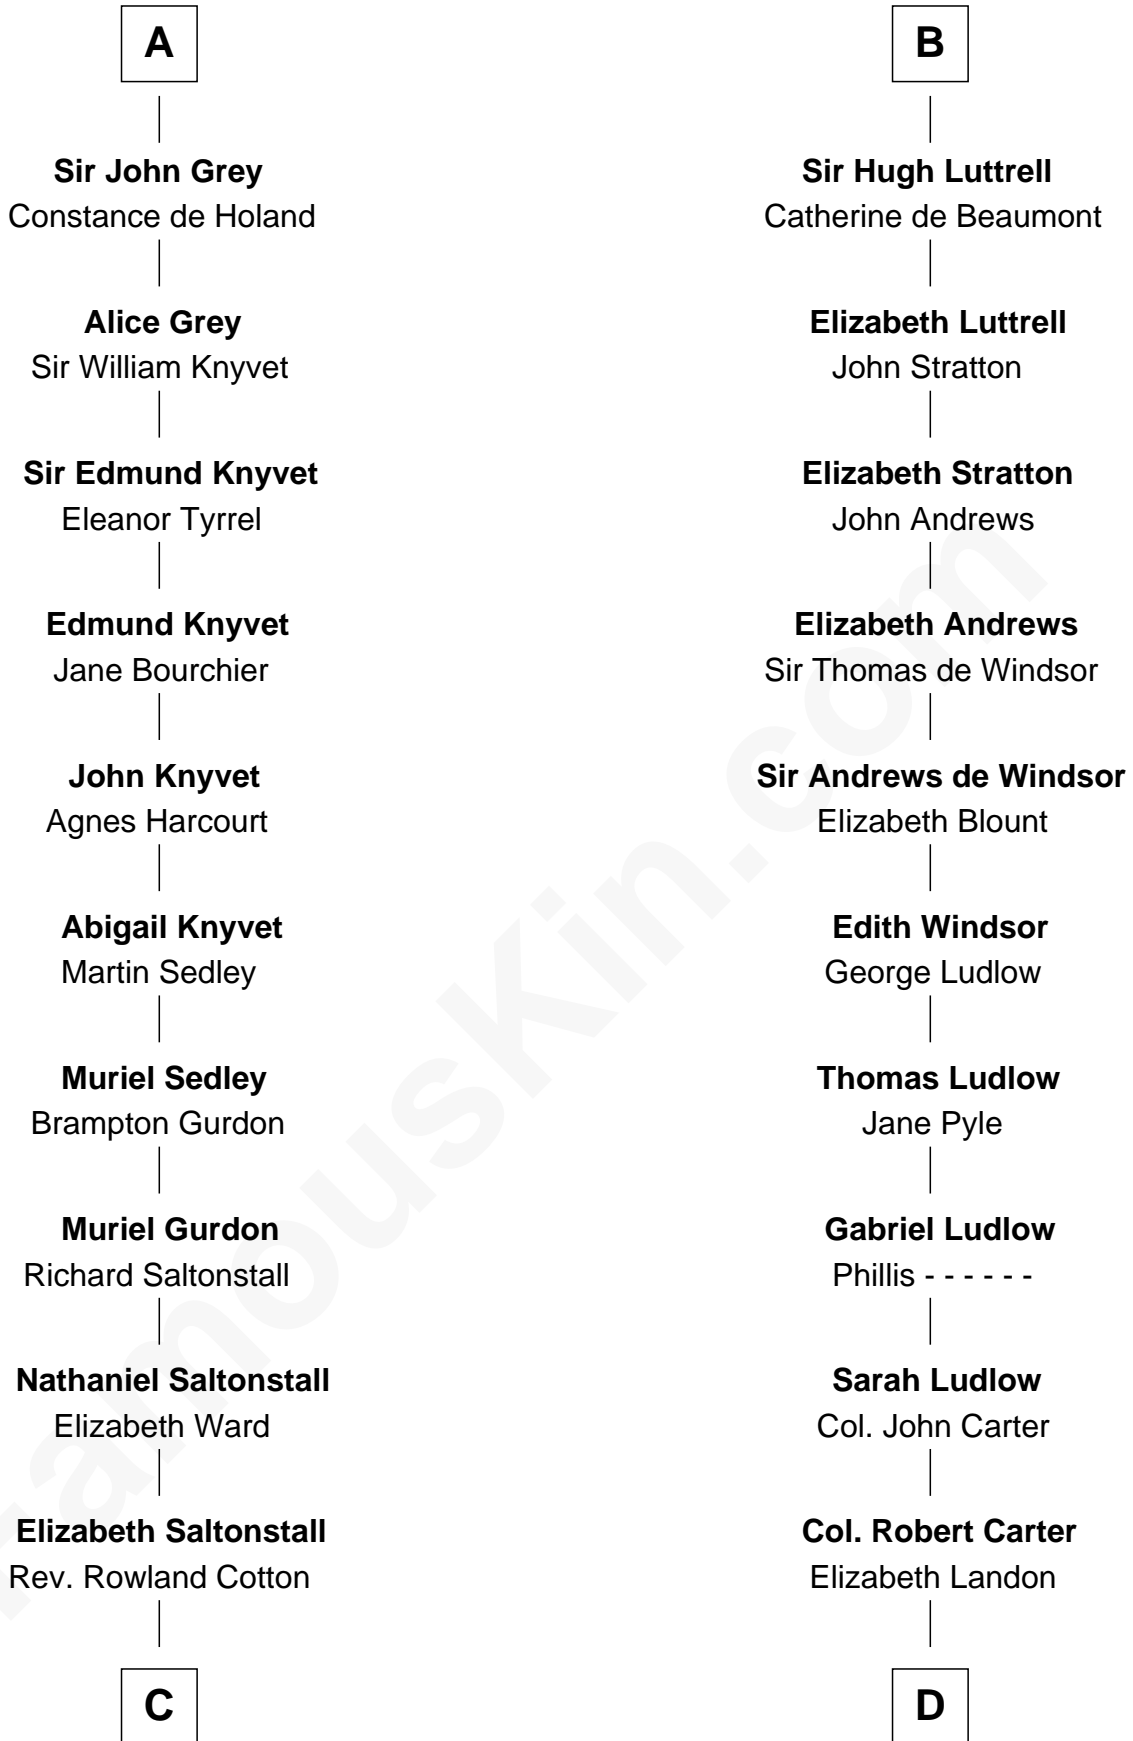 A
Sir John Grey
Constance de Holand
Alice Grey
Sir William Knyvet
Sir Edmund Knyvet
Eleanor Tyrrel
Edmund Knyvet
Jane Bourchier
John Knyvet
Agnes Harcourt
Abigail Knyvet
Martin Sedley
Muriel Sedley
Brampton Gurdon
Muriel Gurdon
Richard Saltonstall
Nathaniel Saltonstall
Elizabeth Ward
Elizabeth Saltonstall
Rev. Rowland Cotton
C
B
Sir Hugh Luttrell
Catherine de Beaumont
Elizabeth Luttrell
John Stratton
Elizabeth Stratton
John Andrews
Elizabeth Andrews
Sir Thomas de Windsor
Sir Andrews de Windsor
Elizabeth Blount
Edith Windsor
George Ludlow
Thomas Ludlow
Jane Pyle
Gabriel Ludlow
Phillis - - - - - -
Sarah Ludlow
Col. John Carter
Col. Robert Carter
Elizabeth Landon
D
FamousKin.com